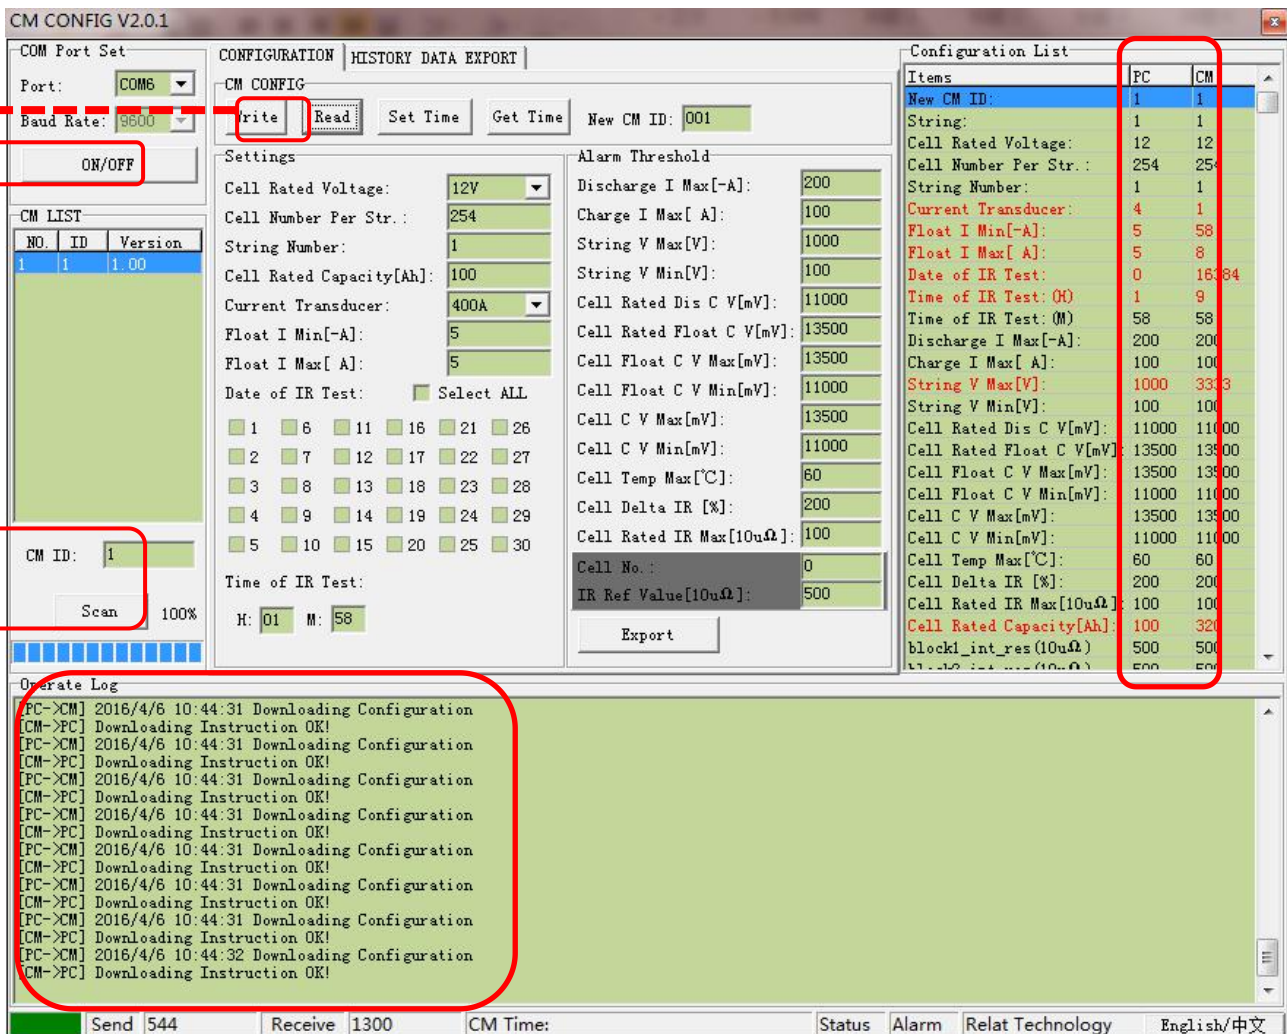 CM CONFIG V2.0.1
COM Port Set
Port: COM6
Baud Rate: 9600
ON/OFF
CM LIST
NO. ID Version
1 1 1.00
CM ID: 1
Scan 100%
CONFIGURATION HISTORY DATA EXPORT
CM CONFIG
Write Read Set Time Get Time New CM ID: 001
Settings
Cell Rated Voltage: 12V
Cell Number Per Str.: 254
String Number: 1
Cell Rated Capacity[Ah]: 100
Current Transducer: 400A
Float I Min[-A]: 5
Float I Max[ A]: 5
Date of IR Test: Select ALL
1 6 11 16 21 26
2 7 12 17 22 27
3 8 13 18 23 28
4 9 14 19 24 29
5 10 15 20 25 30
Time of IR Test:
H: 01 M: 58
Alarm Threshold
Discharge I Max[-A]: 200
Charge I Max[ A]: 100
String V Max[V]: 1000
String V Min[V]: 100
Cell Rated Dis C V[mV]: 11000
Cell Rated Float C V[mV]: 13500
Cell Float C V Max[mV]: 13500
Cell Float C V Min[mV]: 11000
Cell C V Max[mV]: 13500
Cell C V Min[mV]: 11000
Cell Temp Max[℃]: 60
Cell Delta IR [%]: 200
Cell Rated IR Max[10uΩ]: 100
Cell No.: 0
IR Ref Value[10uΩ]: 500
Export
Configuration List
Items PC CM
New CM ID: 1 1
String: 1 1
Cell Rated Voltage: 12 12
Cell Number Per Str.: 254 254
String Number: 1 1
Current Transducer: 4 1
Float I Min[-A]: 5 58
Float I Max[ A]: 5 8
Date of IR Test: 0 16384
Time of IR Test:(H) 1 9
Time of IR Test:(M) 58 58
Discharge I Max[-A]: 200 200
Charge I Max[ A]: 100 100
String V Max[V]: 1000 3333
String V Min[V]: 100 100
Cell Rated Dis C V[mV]: 11000 11000
Cell Rated Float C V[mV]: 13500 13500
Cell Float C V Max[mV]: 13500 13500
Cell Float C V Min[mV]: 11000 11000
Cell C V Max[mV]: 13500 13500
Cell C V Min[mV]: 11000 11000
Cell Temp Max[℃]: 60 60
Cell Delta IR [%]: 200 200
Cell Rated IR Max[10uΩ]: 100 100
Cell Rated Capacity[Ah]: 100 320
block1_int_res(10uΩ) 500 500
Operate Log
[PC->CM] 2016/4/6 10:44:31 Downloading Configuration
[CM->PC] Downloading Instruction OK!
[PC->CM] 2016/4/6 10:44:31 Downloading Configuration
[CM->PC] Downloading Instruction OK!
[PC->CM] 2016/4/6 10:44:31 Downloading Configuration
[CM->PC] Downloading Instruction OK!
[PC->CM] 2016/4/6 10:44:31 Downloading Configuration
[CM->PC] Downloading Instruction OK!
[PC->CM] 2016/4/6 10:44:31 Downloading Configuration
[CM->PC] Downloading Instruction OK!
[PC->CM] 2016/4/6 10:44:31 Downloading Configuration
[CM->PC] Downloading Instruction OK!
[PC->CM] 2016/4/6 10:44:31 Downloading Configuration
[CM->PC] Downloading Instruction OK!
[PC->CM] 2016/4/6 10:44:32 Downloading Configuration
[CM->PC] Downloading Instruction OK!
Send 544 Receive 1300 CM Time: Status Alarm Relat Technology English/中文